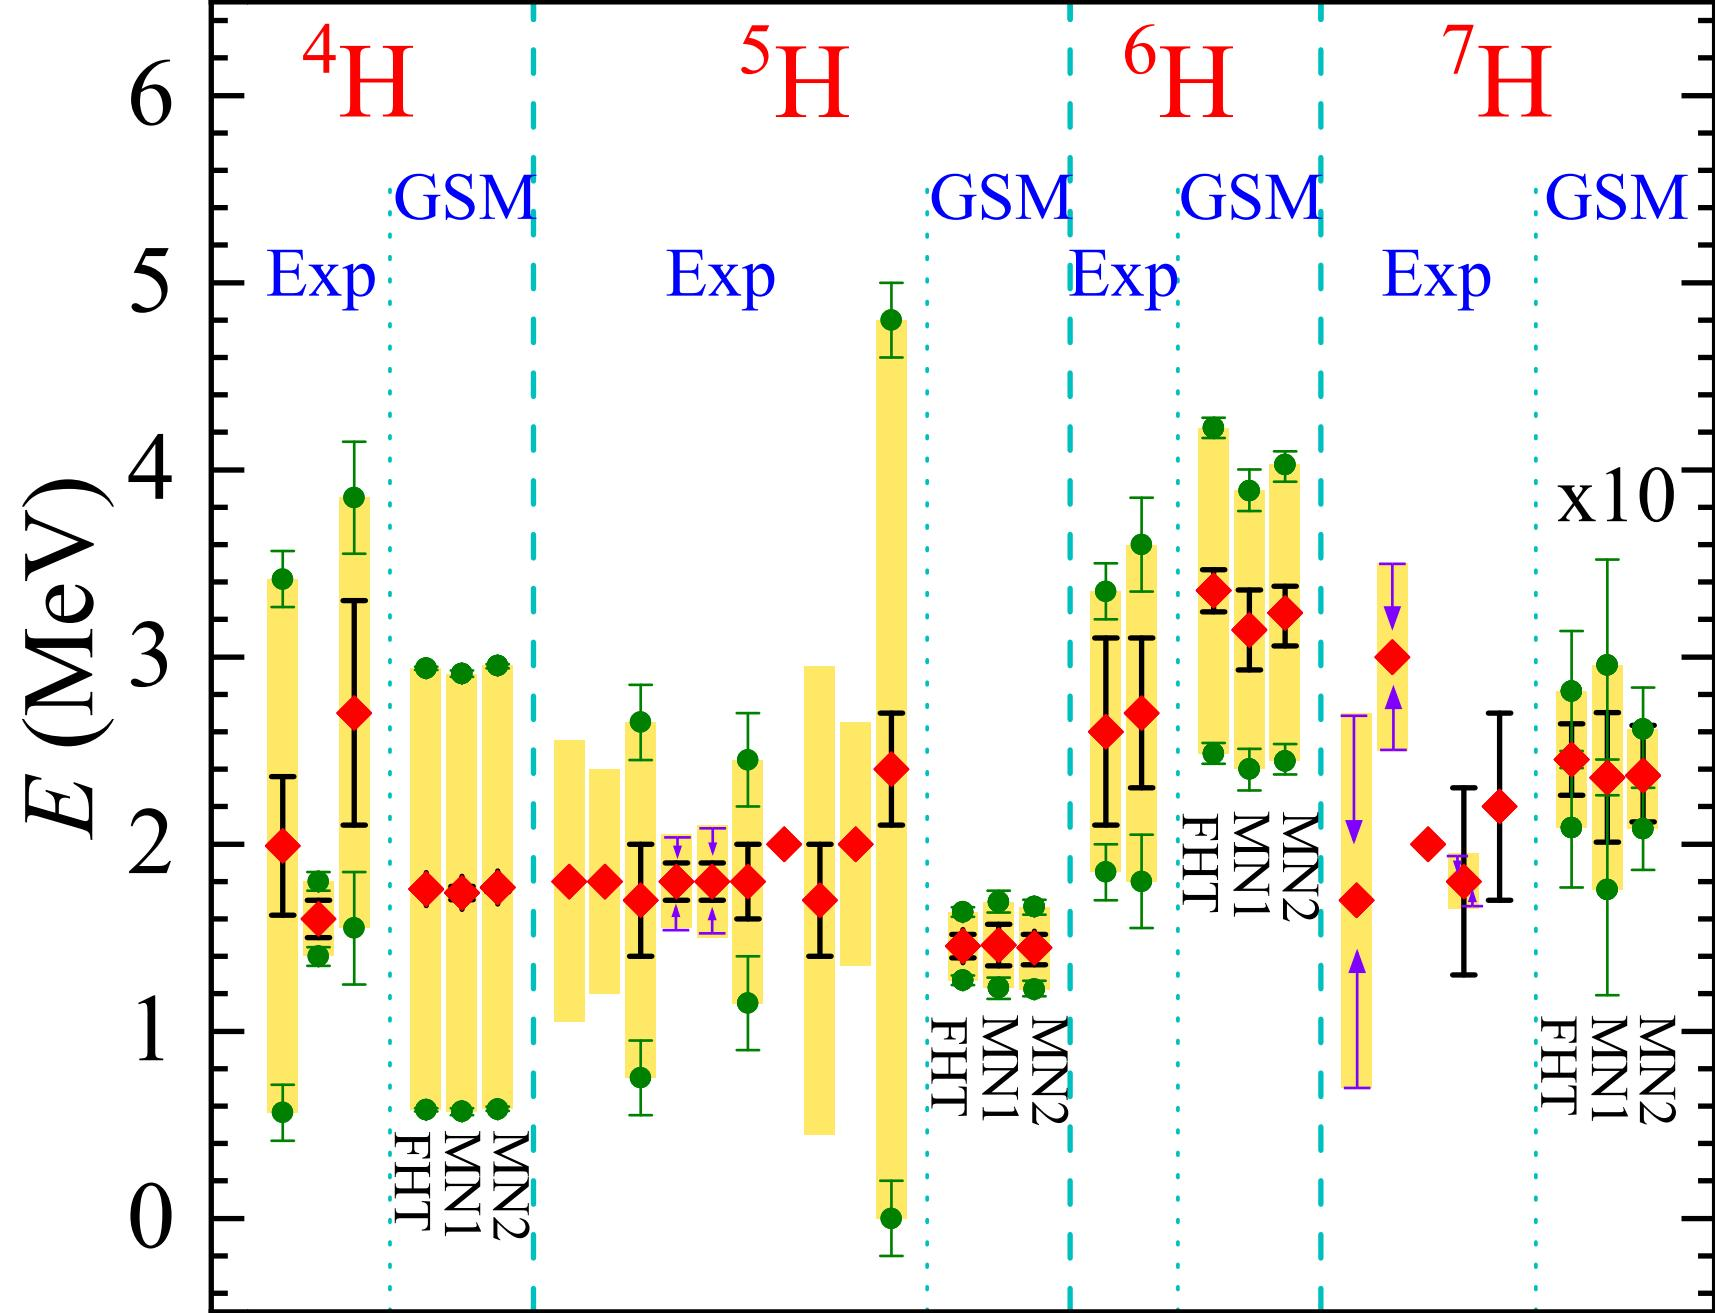 ⁴H ⁵H ⁶H ⁷H
GSM GSM GSM GSM
Exp Exp Exp Exp
E (MeV)
6
5
4
3
2
1
0
x10
FHT MN1 MN2
FHT MN1 MN2
FHT MN1 MN2
FHT MN1 MN2